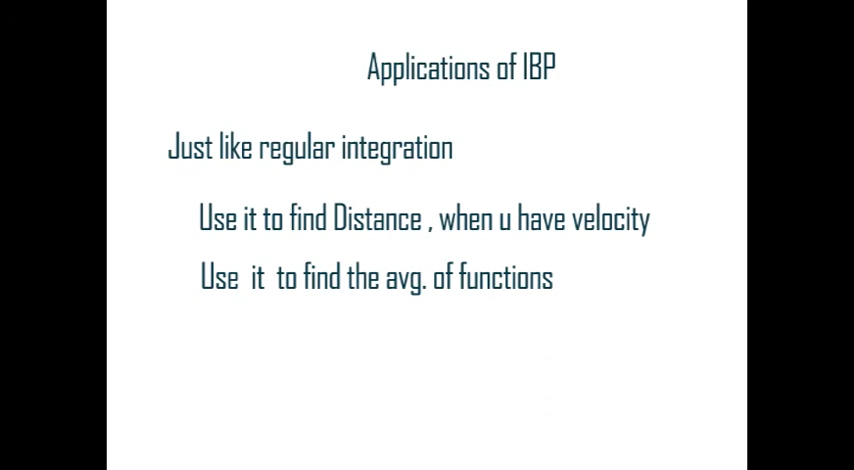 Applications of IBP
Just like regular integration
Use it to find Distance , when u have velocity
Use it to find the avg. of functions